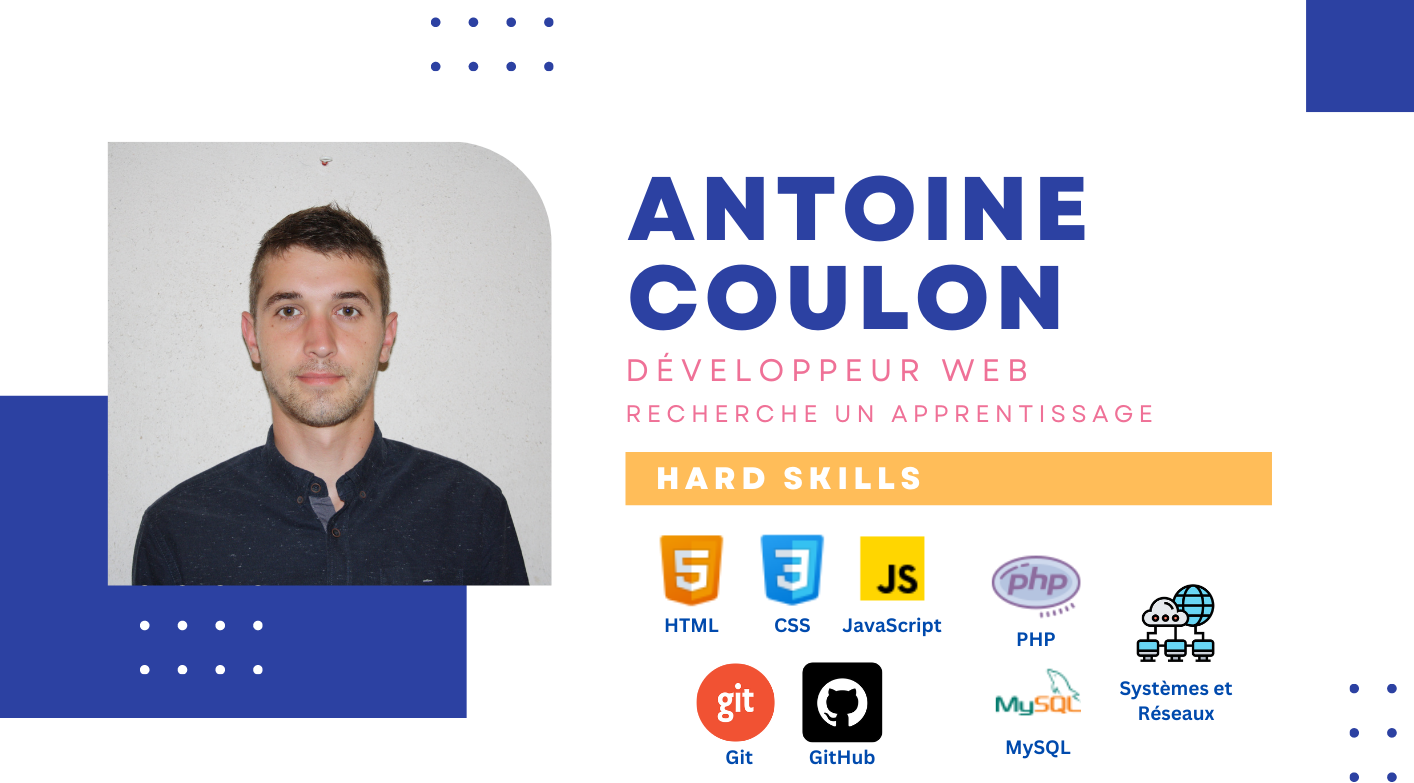 ANTOINE
COULON
DÉVELOPPEUR WEB
RECHERCHE UN APPRENTISSAGE
HARD SKILLS
5
3
JS
HTML
CSS
JavaScript
php
PHP
Systèmes et
Réseaux
git
Git
GitHub
MySQL
MySQL